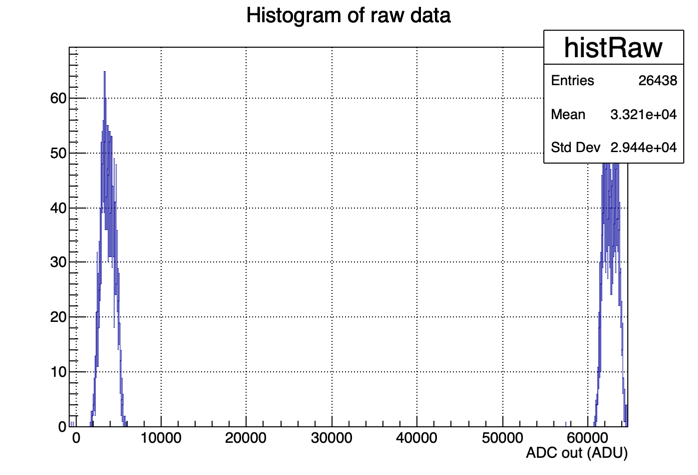 Histogram of raw data
histRaw
Entries 26438
Mean 3.321e+04
Std Dev 2.944e+04
60
50
40
30
20
10
0
0 10000 20000 30000 40000 50000 60000
ADC out (ADU)